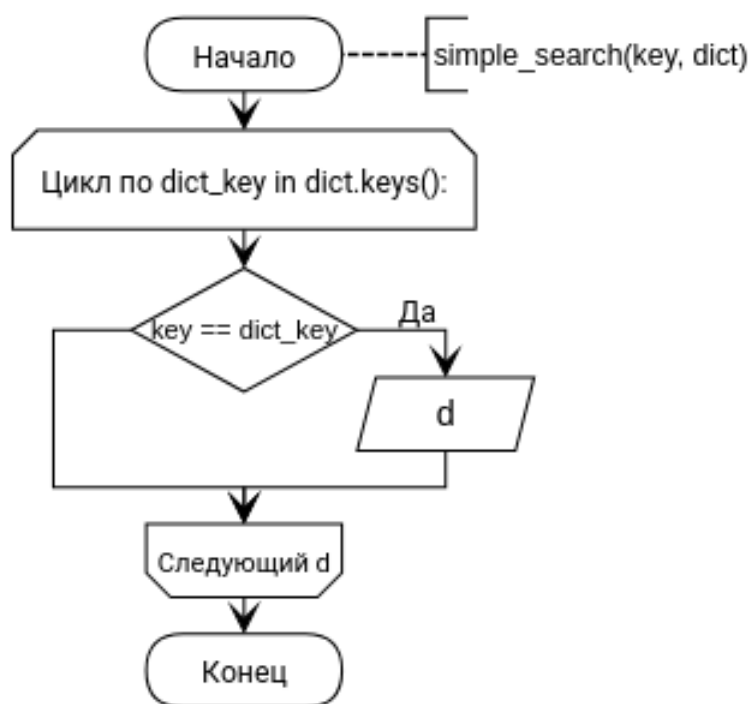 Начало
simple_search(key, dict)
Цикл по dict_key in dict.keys():
key == dict_key
Да
d
Следующий d
Конец